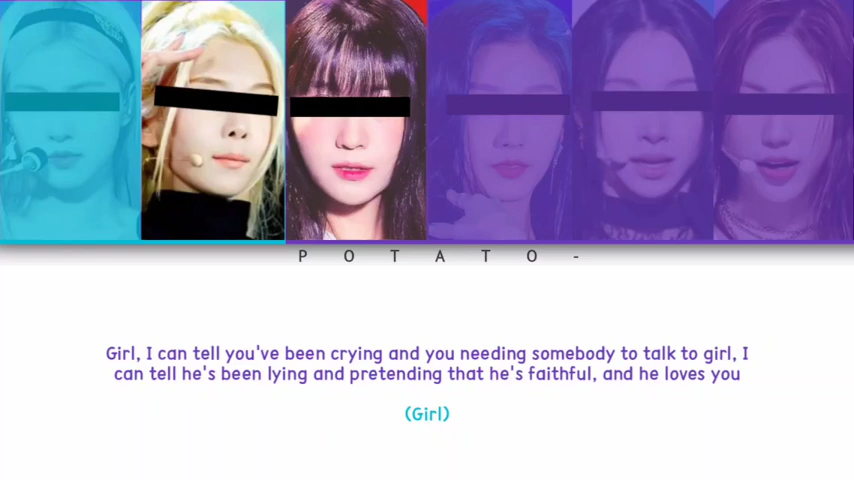 P O T A T O -
Girl, I can tell you've been crying and you needing somebody to talk to girl, I
can tell he's been lying and pretending that he's faithful, and he loves you
(Girl)